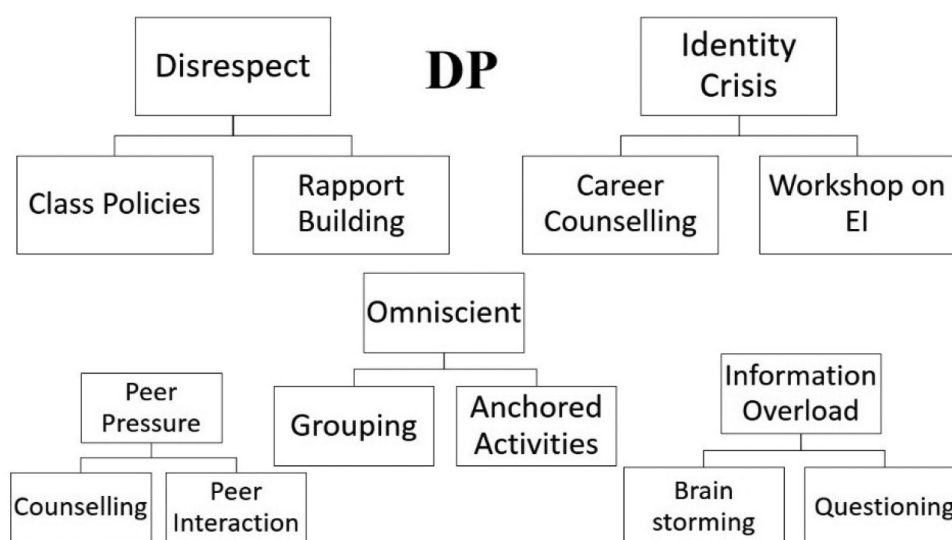 Disrespect
DP
Identity
Crisis
Class Policies
Rapport
Building
Career
Counselling
Workshop on
EI
Omniscient
Grouping
Anchored
Activities
Peer
Pressure
Counselling
Peer
Interaction
Information
Overload
Brain
storming
Questioning